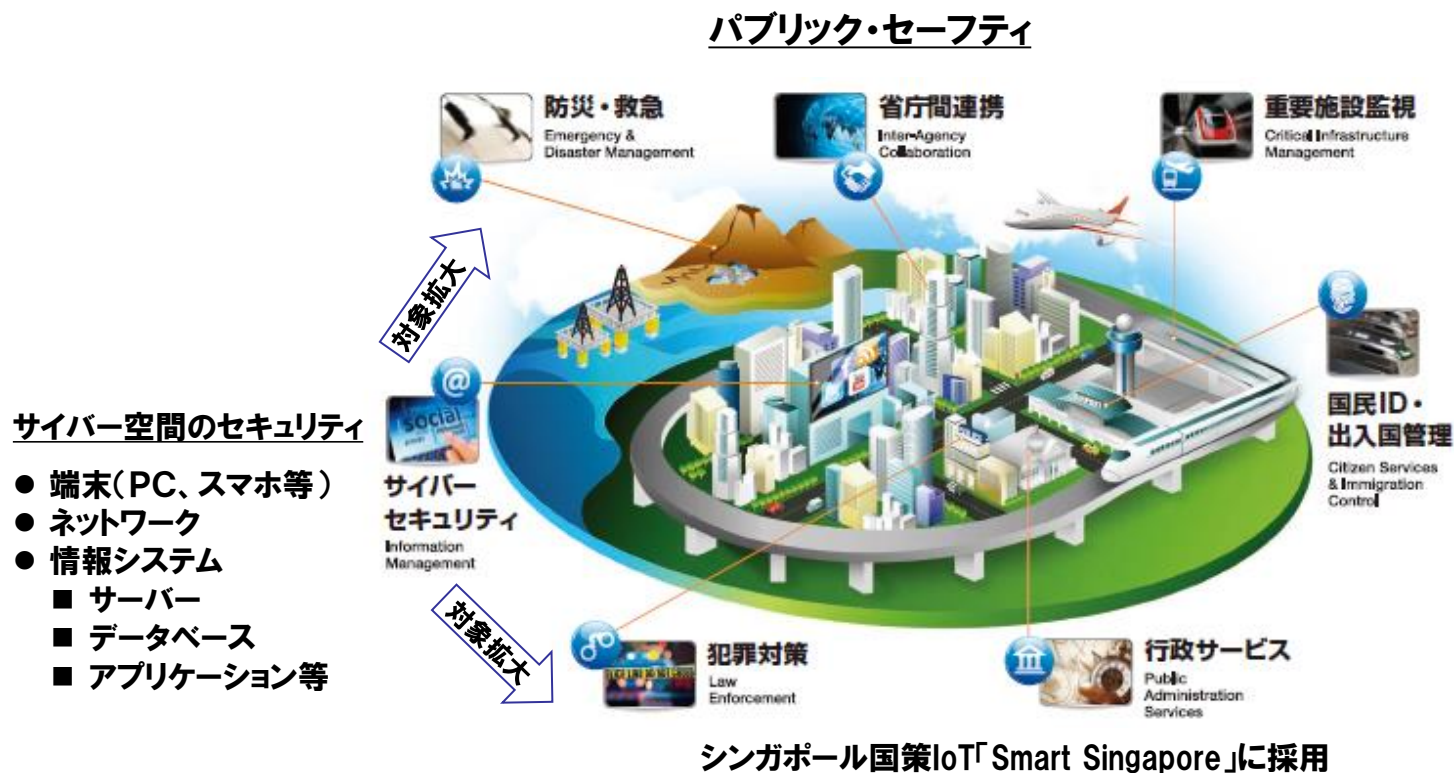 パブリック・セーフティ
防災・救急
Emergency &
Disaster Management
省庁間連携
Inter-Agency
Collaboration
重要施設監視
Critical Infrastructure
Management
対象拡大
@
social
サイバー
セキュリティ
Information
Management
国民ID・
出入国管理
Citizen Services
& Immigration
Control
サイバー空間のセキュリティ
● 端末(PC、スマホ等)
● ネットワーク
● 情報システム
■ サーバー
■ データベース
■ アプリケーション等
対象拡大
犯罪対策
Law
Enforcement
行政サービス
Public
Administration
Services
シンガポール国策IoT「Smart Singapore」に採用